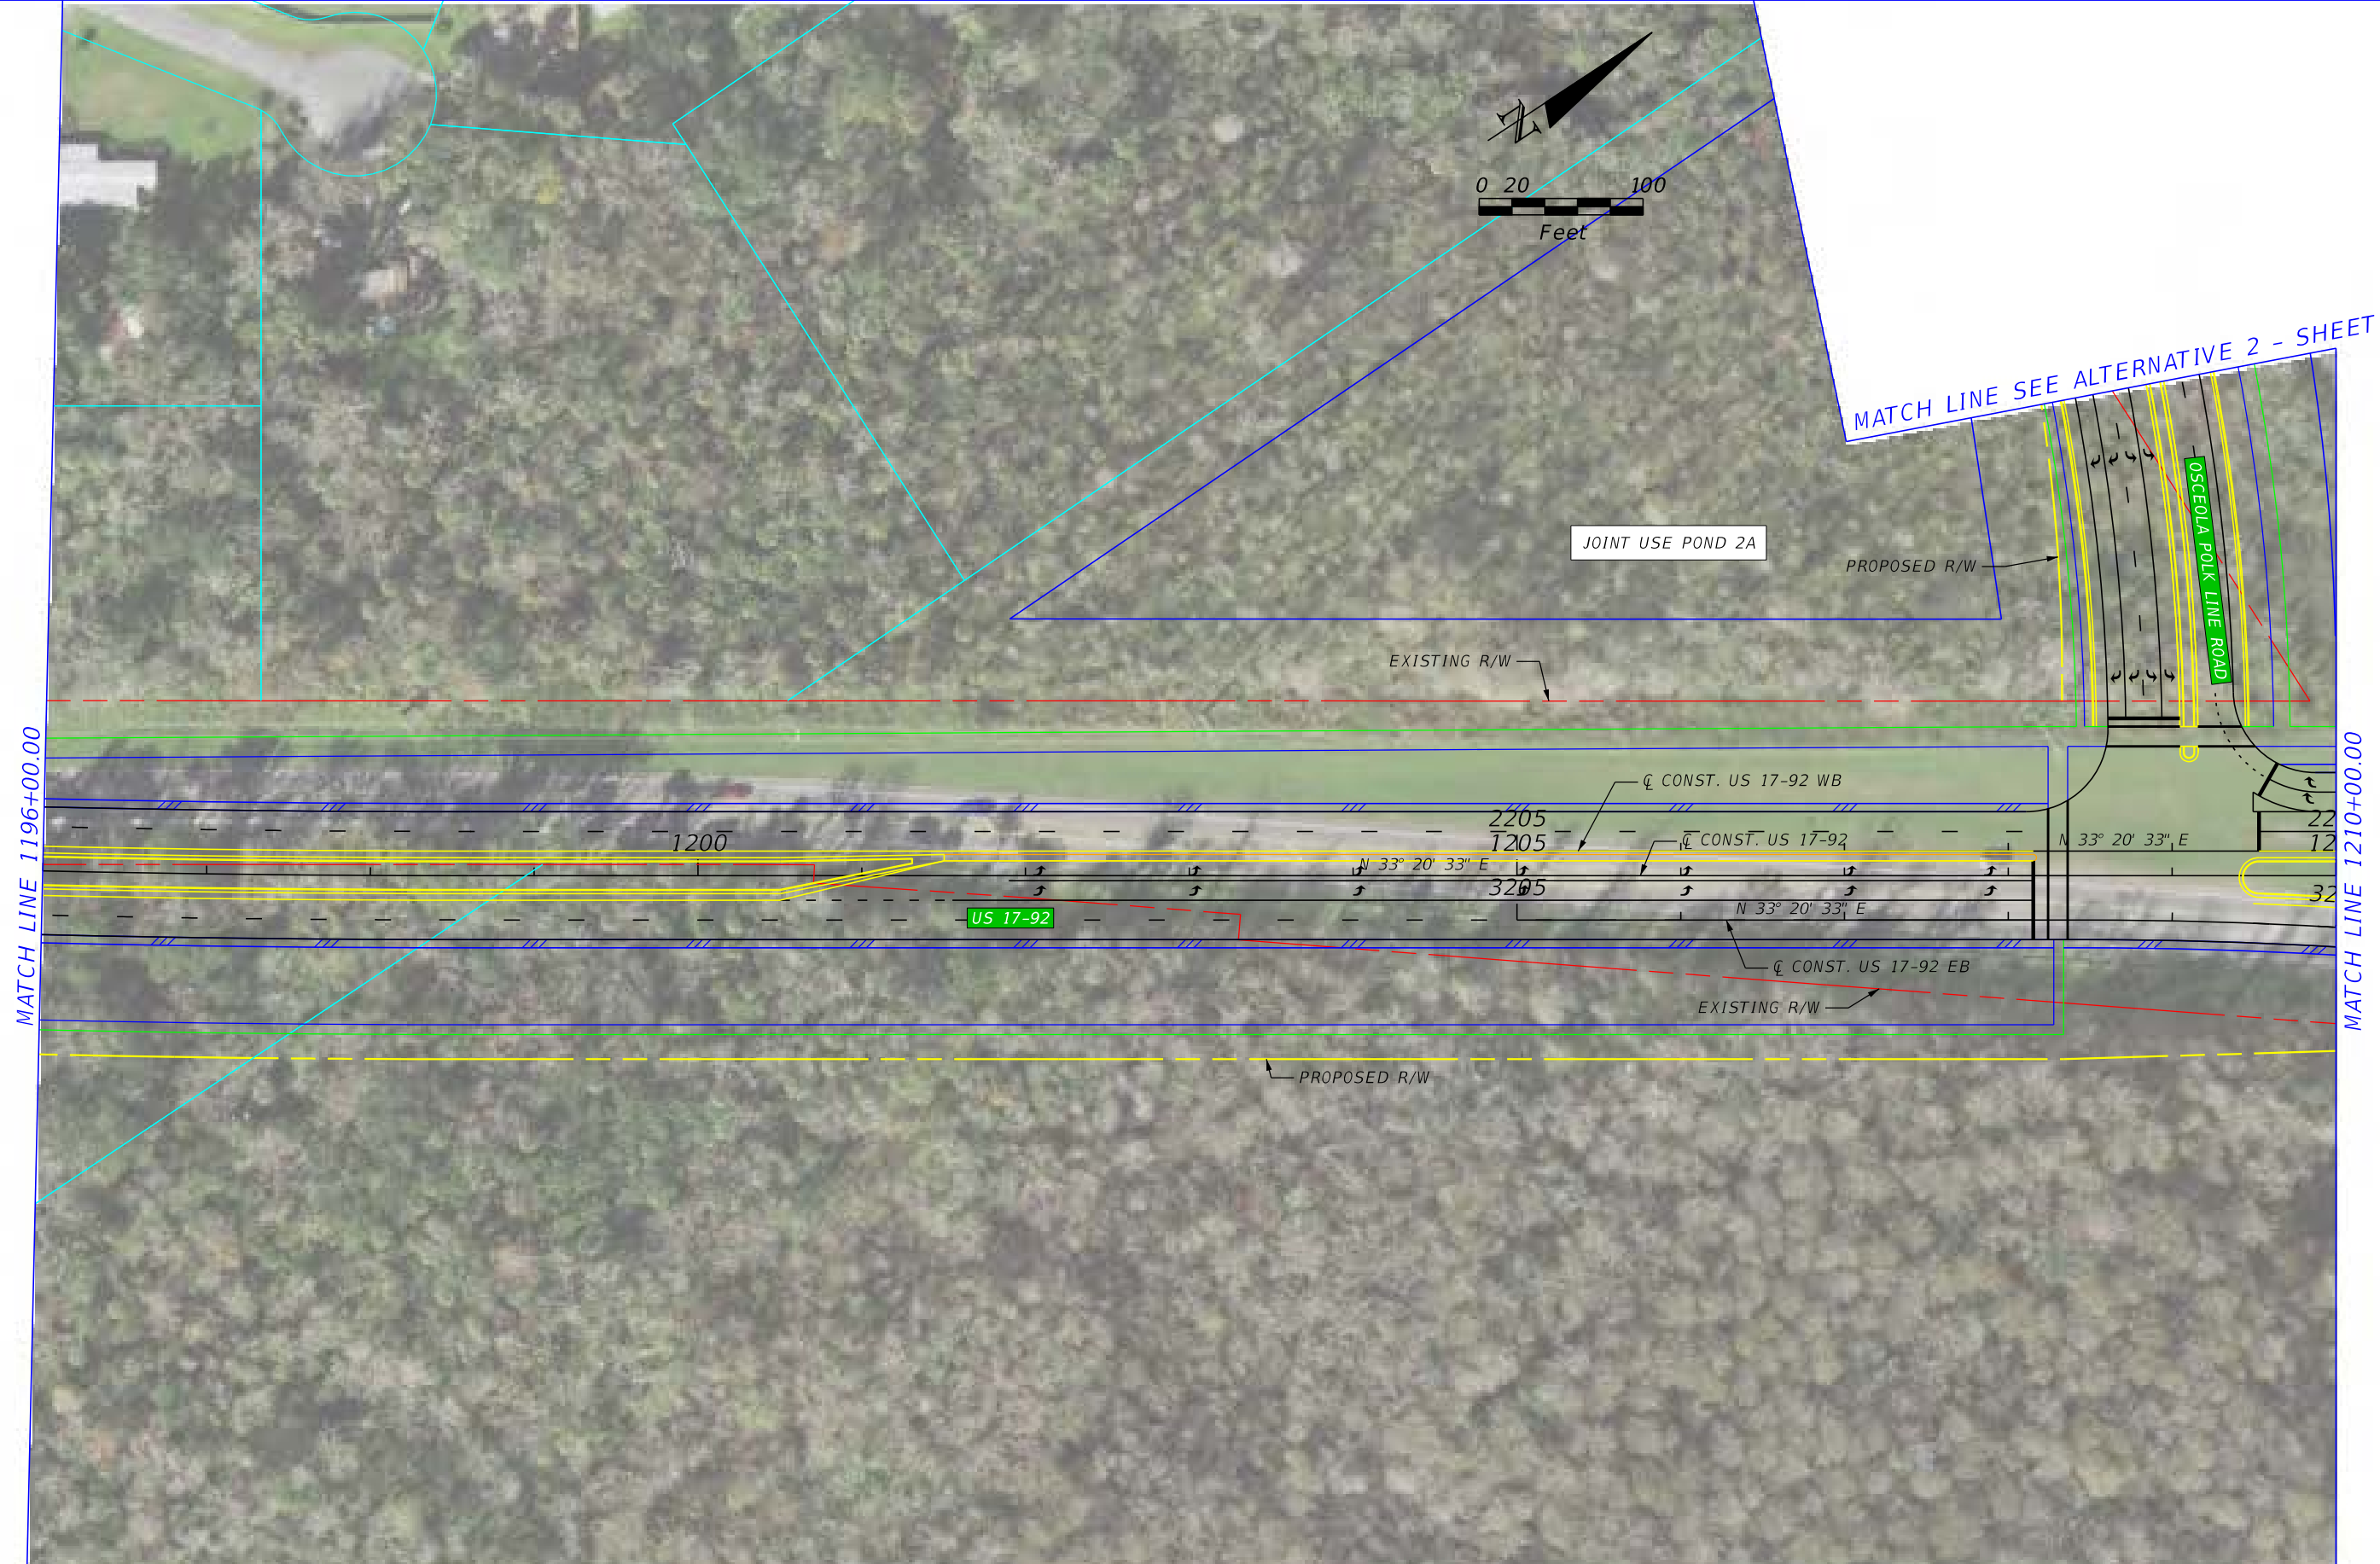 N
0 20 100
Feet
MATCH LINE SEE ALTERNATIVE 2 - SHEET
JOINT USE POND 2A
PROPOSED R/W
OSCEOLA POLK LINE ROAD
EXISTING R/W
MATCH LINE 1196+00.00
MATCH LINE 1210+00.00
℄ CONST. US 17-92 WB
2205
22
1200
1205
℄ CONST. US 17-92
N 33° 20' 33" E
12
N 33° 20' 33" E
3205
32
N 33° 20' 33" E
US 17-92
℄ CONST. US 17-92 EB
EXISTING R/W
PROPOSED R/W